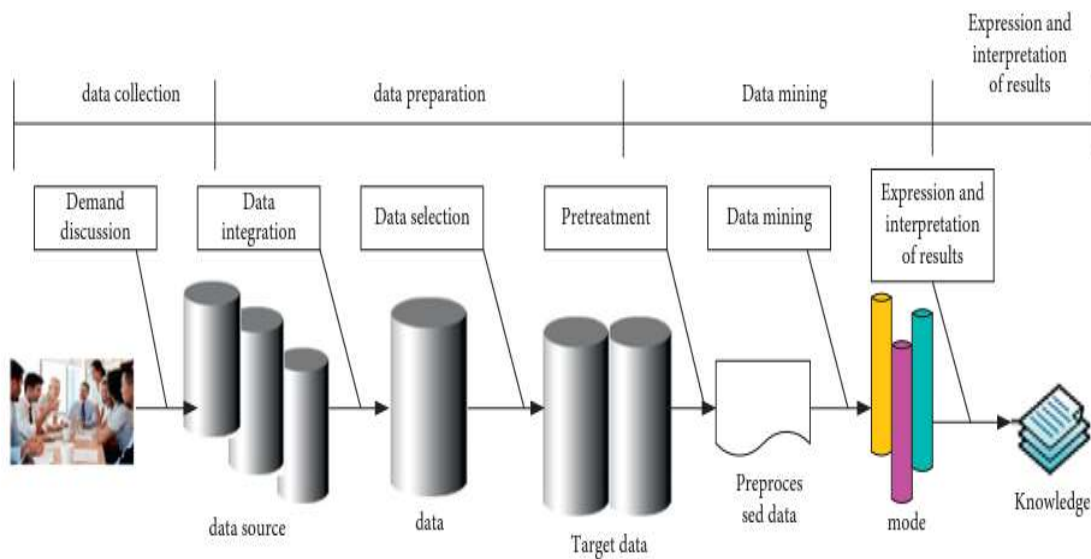 Expression and
interpretation
of results
data collection
data preparation
Data mining
Demand
discussion
Data
integration
Data selection
Pretreatment
Data mining
Expression and
interpretation
of results
data source
data
Target data
Preproces
sed data
mode
Knowledge